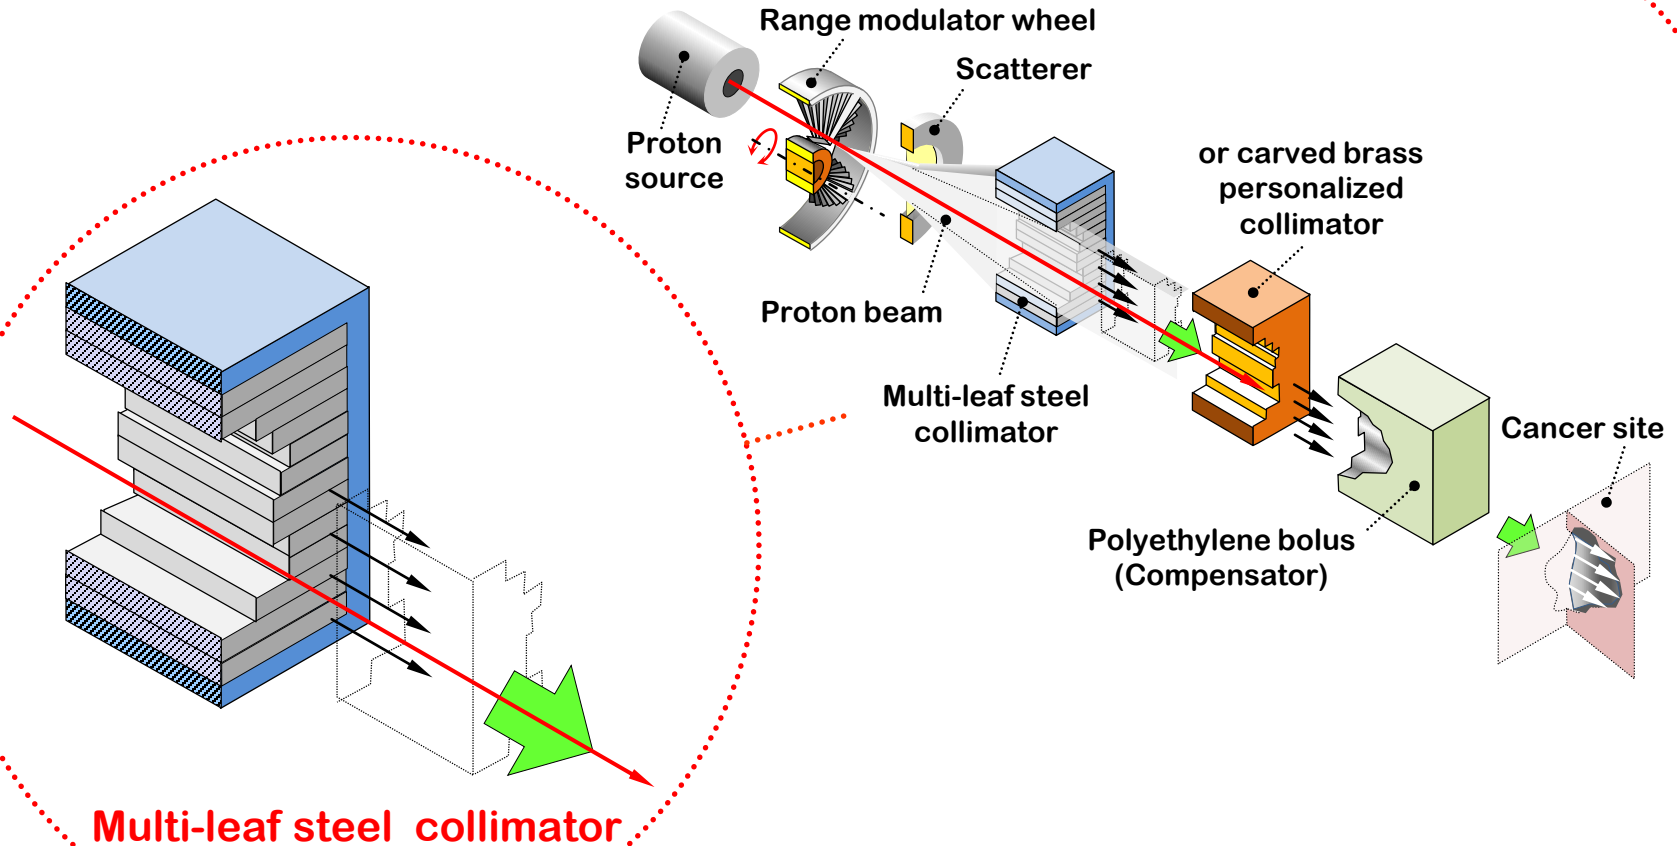 Range modulator wheel
Scatterer
Proton
source
or carved brass
personalized
collimator
Proton beam
Multi-leaf steel
collimator
Cancer site
Polyethylene bolus
(Compensator)
Multi-leaf steel collimator